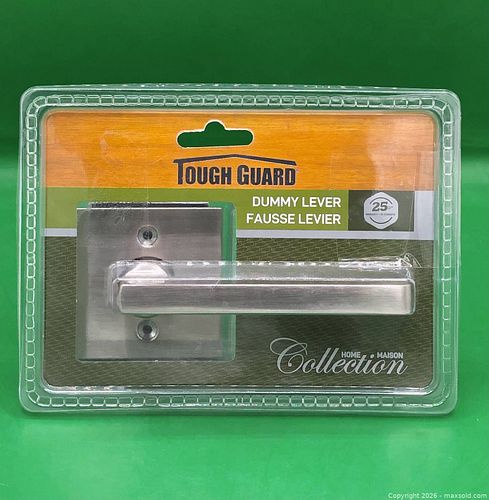 TOUGH GUARD
DUMMY LEVER
FAUSSE LEVIER
25
HOME MAISON
Collection
Copyright 2026 - maxsold.com